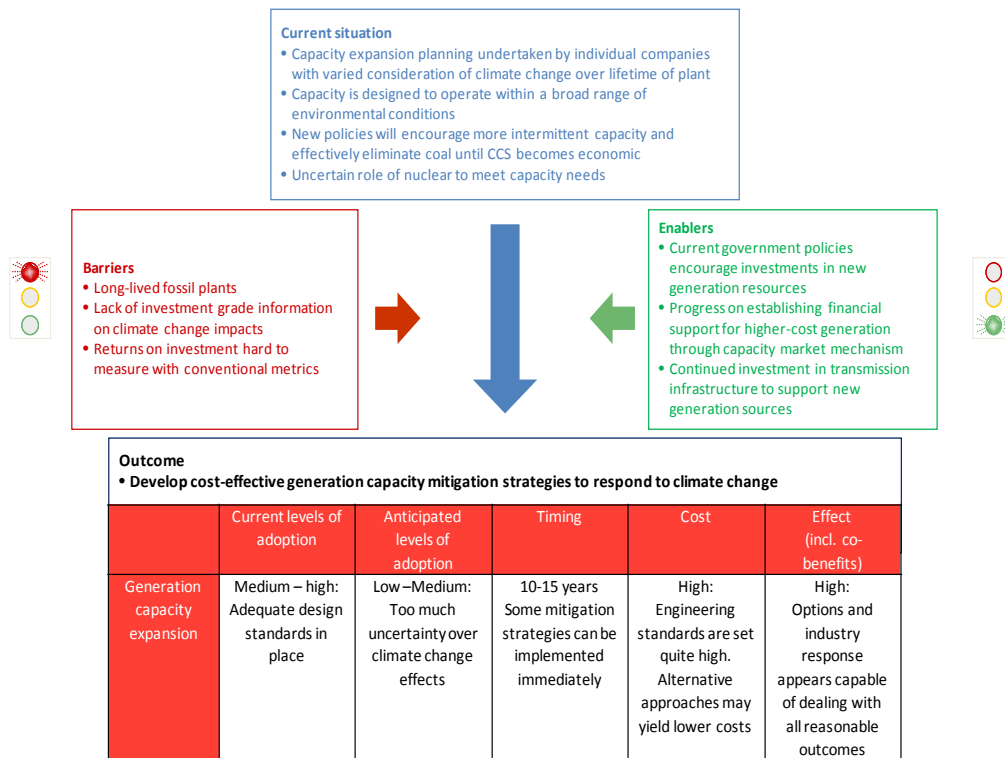 Current situation
• Capacity expansion planning undertaken by individual companies
with varied consideration of climate change over lifetime of plant
• Capacity is designed to operate within a broad range of
environmental conditions
• New policies will encourage more intermittent capacity and
effectively eliminate coal until CCS becomes economic
• Uncertain role of nuclear to meet capacity needs
Barriers
• Long-lived fossil plants
• Lack of investment grade information
on climate change impacts
• Returns on investment hard to
measure with conventional metrics
Enablers
• Current government policies
encourage investments in new
generation resources
• Progress on establishing financial
support for higher-cost generation
through capacity market mechanism
• Continued investment in transmission
infrastructure to support new
generation sources
Outcome
• Develop cost-effective generation capacity mitigation strategies to respond to climate change
Current levels of
adoption
Anticipated
levels of
adoption
Timing
Cost
Effect
(incl. co-
benefits)
Generation
capacity
expansion
Medium – high:
Adequate design
standards in
place
Low –Medium:
Too much
uncertainty over
climate change
effects
10-15 years
Some mitigation
strategies can be
implemented
immediately
High:
Engineering
standards are set
quite high.
Alternative
approaches may
yield lower costs
High:
Options and
industry
response
appears capable
of dealing with
all reasonable
outcomes